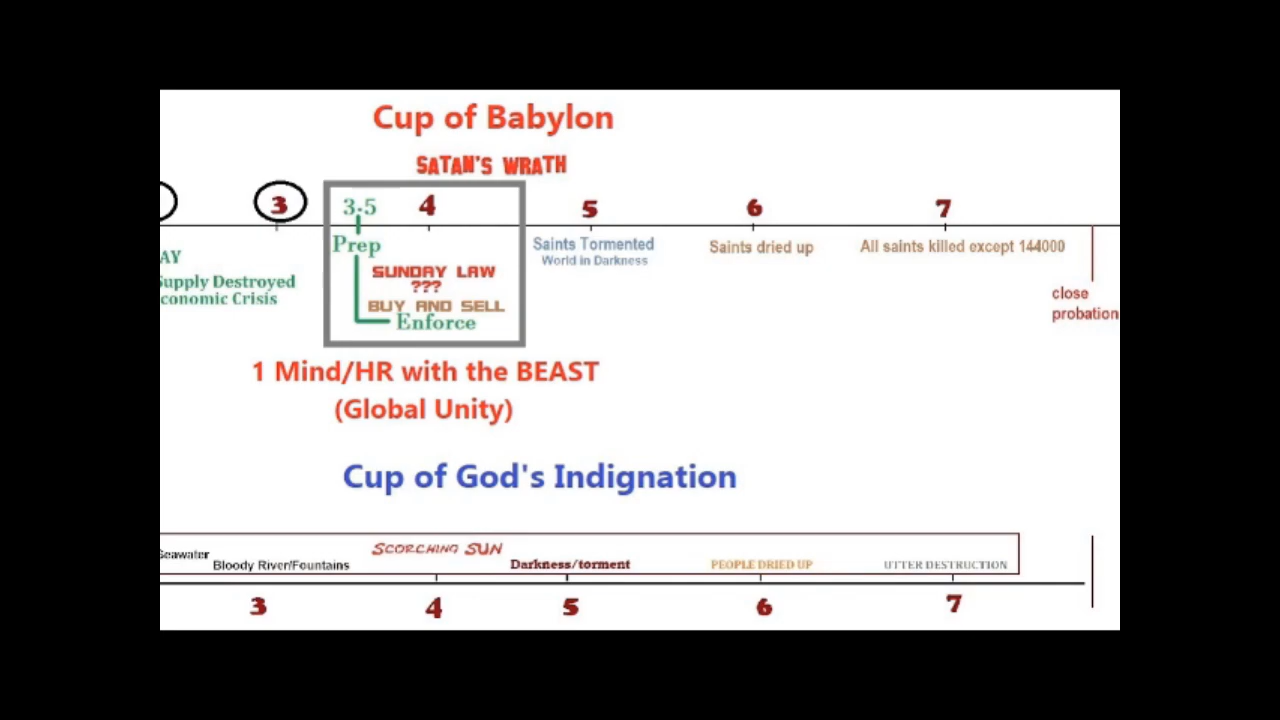 Cup of Babylon
SATAN'S WRATH
3 3.5 4 5 6 7
Prep
Saints Tormented
World in Darkness
Saints dried up
All saints killed except 144000
AY
Supply Destroyed
conomic Crisis
SUNDAY LAW
???
BUY AND SELL
Enforce
close
probation
1 Mind/HR with the BEAST
(Global Unity)
Cup of God's Indignation
Seawater
Bloody River/Fountains
SCORCHING SUN
Darkness/torment
PEOPLE DRIED UP
UTTER DESTRUCTION
3 4 5 6 7